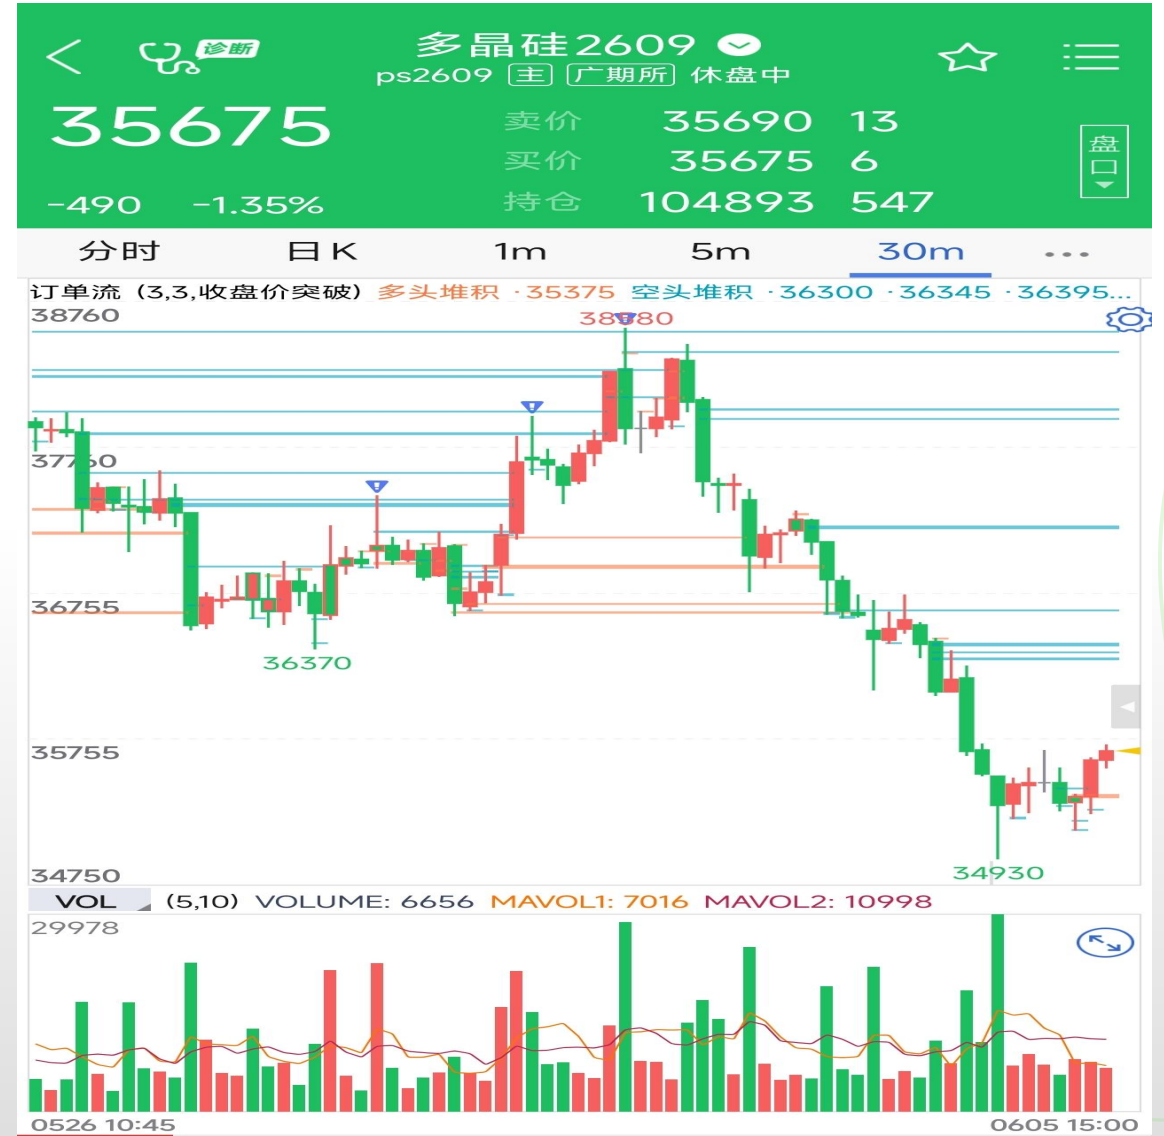 诊断
多晶硅2609
ps2609 主 广期所 休盘中
35675
-490 -1.35%
卖价 35690 13
买价 35675 6
持仓 104893 547
盘口
分时 日K 1m 5m 30m ...
订单流 (3,3,收盘价突破) 多头堆积 ·35375 空头堆积 ·36300 ·36345 ·36395...
38760
37760
36755
36370
35755
34930
34750
VOL (5,10) VOLUME: 6656 MAVOL1: 7016 MAVOL2: 10998
29978
0526 10:45 0605 15:00